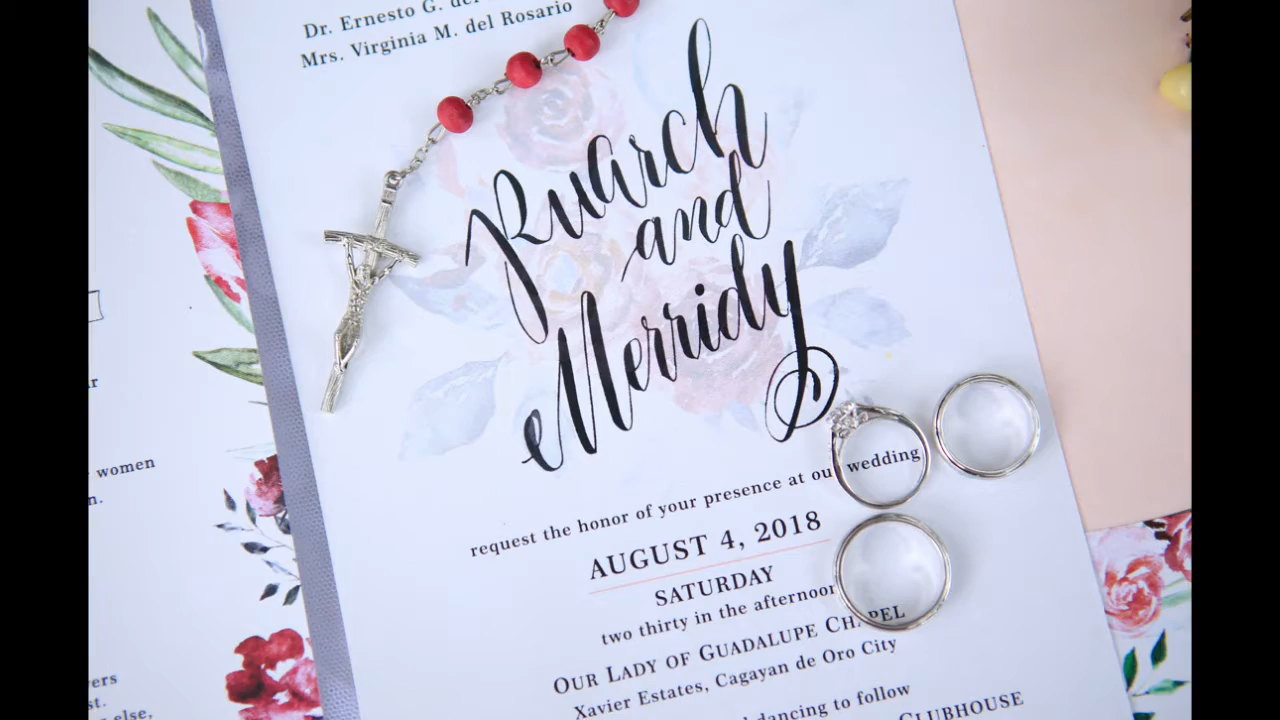 Dr. Ernesto G. del
Mrs. Virginia M. del Rosario
Ruarch
and
Merridy
request the honor of your presence at our wedding
AUGUST 4, 2018
SATURDAY
two thirty in the afternoon
OUR LADY OF GUADALUPE CHAPEL
Xavier Estates, Cagayan de Oro City
dancing to follow
CLUBHOUSE
women
else,